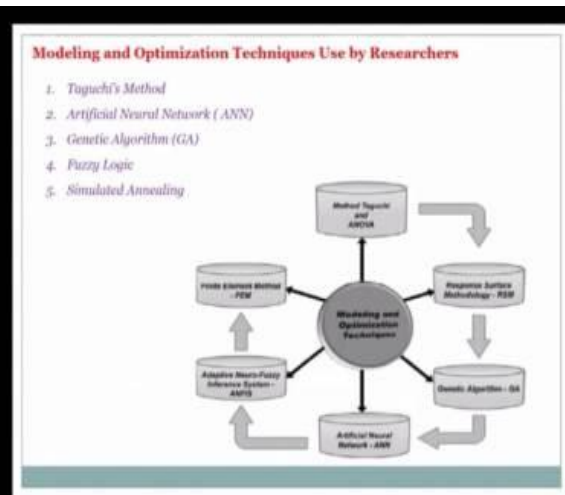 Modeling and Optimization Techniques Use by Researchers
1. Taguchi's Method
2. Artificial Neural Network ( ANN)
3. Genetic Algorithm (GA)
4. Fuzzy Logic
5. Simulated Annealing
Method Taguchi
and
ANOVA
Finite Element Method
- FEM
Response Surface
Methodology - RSM
Modeling and
Optimization
Techniques
Adaptive Neuro-Fuzzy
Inference System -
ANFIS
Genetic Algorithm - GA
Artificial Neural
Network - ANN